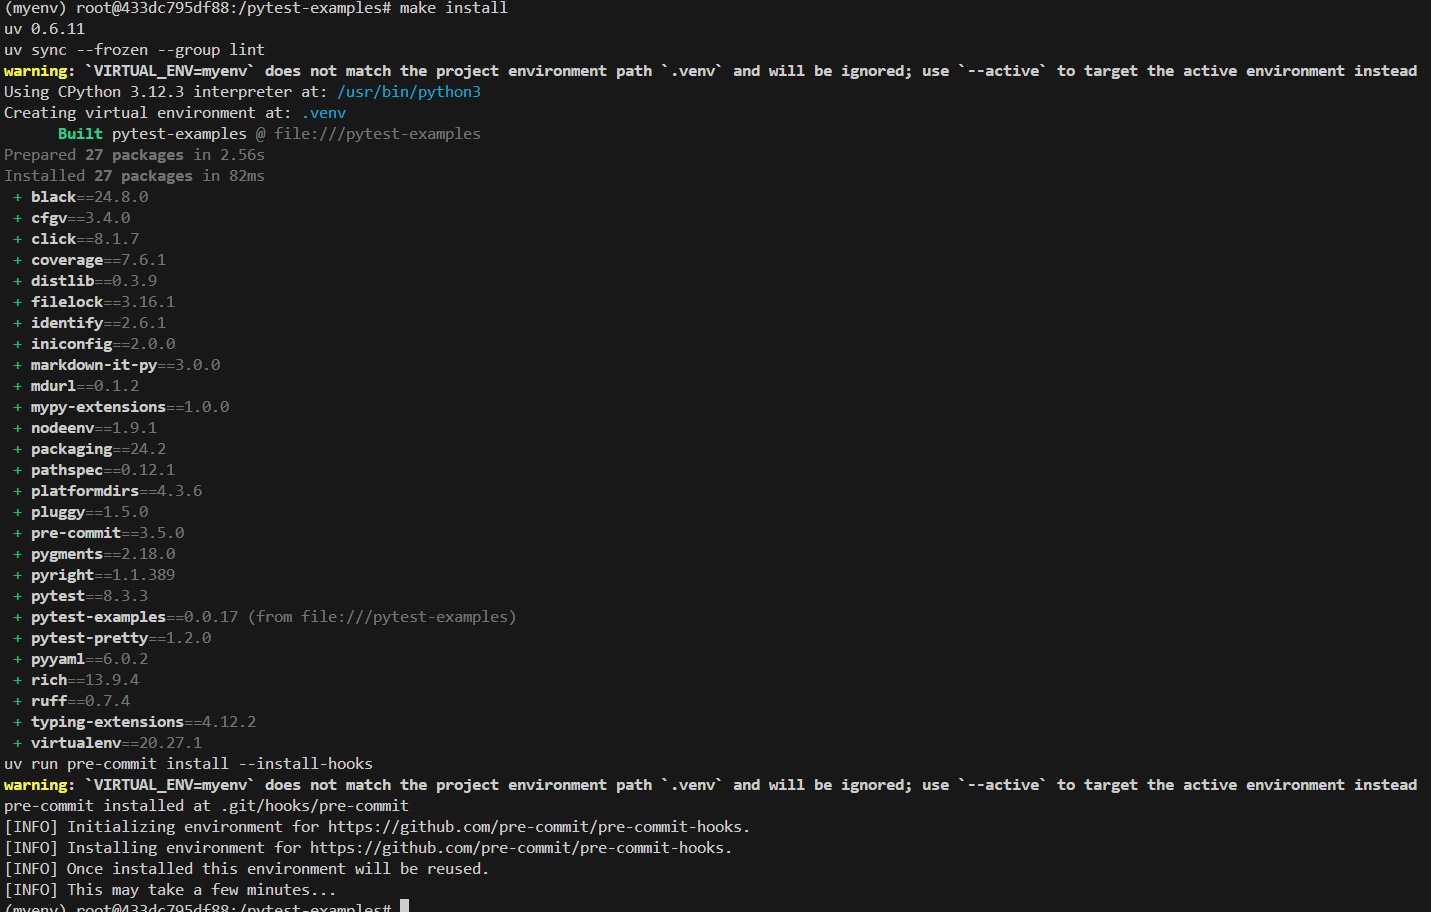 (myenv) root@433dc795df88:/pytest-examples# make install
uv 0.6.11
uv sync --frozen --group lint
warning: `VIRTUAL_ENV=myenv` does not match the project environment path `.venv` and will be ignored; use `--active` to target the active environment instead
Using CPython 3.12.3 interpreter at: /usr/bin/python3
Creating virtual environment at: .venv
Built pytest-examples @ file:///pytest-examples
Prepared 27 packages in 2.56s
Installed 27 packages in 82ms
+ black==24.8.0
+ cfgv==3.4.0
+ click==8.1.7
+ coverage==7.6.1
+ distlib==0.3.9
+ filelock==3.16.1
+ identify==2.6.1
+ iniconfig==2.0.0
+ markdown-it-py==3.0.0
+ mdurl==0.1.2
+ mypy-extensions==1.0.0
+ nodeenv==1.9.1
+ packaging==24.2
+ pathspec==0.12.1
+ platformdirs==4.3.6
+ pluggy==1.5.0
+ pre-commit==3.5.0
+ pygments==2.18.0
+ pyright==1.1.389
+ pytest==8.3.3
+ pytest-examples==0.0.17 (from file:///pytest-examples)
+ pytest-pretty==1.2.0
+ pyyaml==6.0.2
+ rich==13.9.4
+ ruff==0.7.4
+ typing-extensions==4.12.2
+ virtualenv==20.27.1
uv run pre-commit install --install-hooks
warning: `VIRTUAL_ENV=myenv` does not match the project environment path `.venv` and will be ignored; use `--active` to target the active environment instead
pre-commit installed at .git/hooks/pre-commit
[INFO] Initializing environment for https://github.com/pre-commit/pre-commit-hooks.
[INFO] Installing environment for https://github.com/pre-commit/pre-commit-hooks.
[INFO] Once installed this environment will be reused.
[INFO] This may take a few minutes...
(myenv) root@433dc795df88:/pytest-examples#